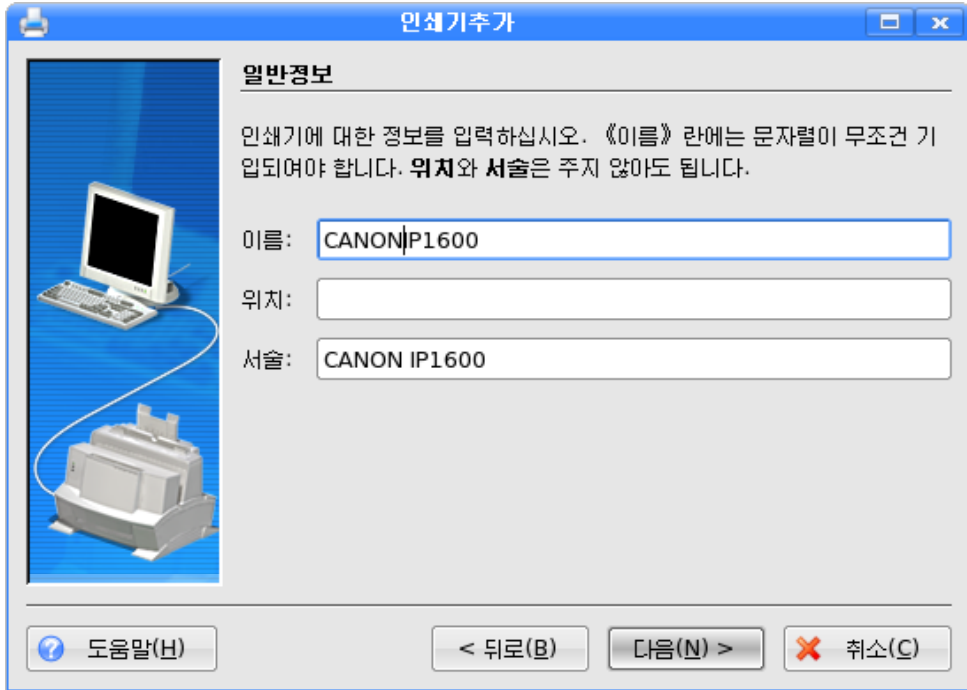 인쇄기추가
일반정보
인쇄기에 대한 정보를 입력하십시오. 《이름》란에는 문자렬이 무조건 기
입되여야 합니다. 위치와 서술은 주지 않아도 됩니다.
이름: CANONIP1600
위치:
서술: CANON IP1600
도움말(H) < 뒤로(B) 다음(N) > 취소(C)